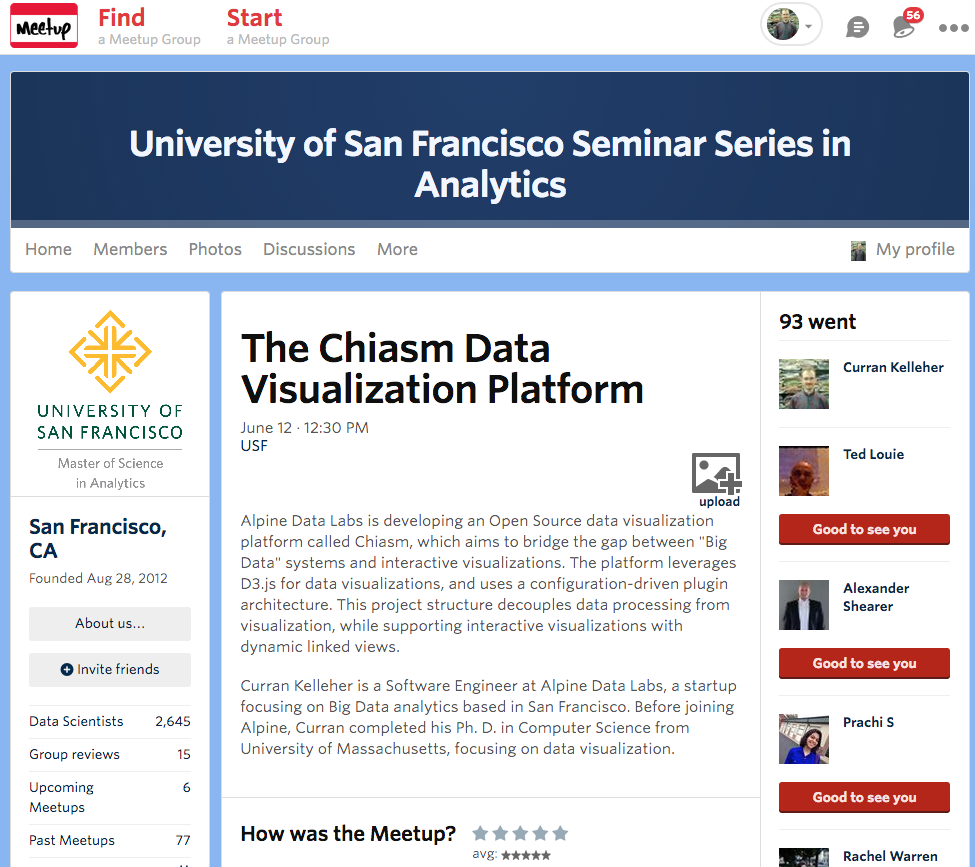 Meetup
Find
a Meetup Group
Start
a Meetup Group
56
University of San Francisco Seminar Series in
Analytics
Home Members Photos Discussions More My profile
UNIVERSITY OF
SAN FRANCISCO
Master of Science
in Analytics
San Francisco,
CA
Founded Aug 28, 2012
About us...
Invite friends
Data Scientists 2,645
Group reviews 15
Upcoming
Meetups 6
Past Meetups 77
The Chiasm Data
Visualization Platform
June 12 · 12:30 PM
USF
upload
Alpine Data Labs is developing an Open Source data visualization
platform called Chiasm, which aims to bridge the gap between "Big
Data" systems and interactive visualizations. The platform leverages
D3.js for data visualizations, and uses a configuration-driven plugin
architecture. This project structure decouples data processing from
visualization, while supporting interactive visualizations with
dynamic linked views.
Curran Kelleher is a Software Engineer at Alpine Data Labs, a startup
focusing on Big Data analytics based in San Francisco. Before joining
Alpine, Curran completed his Ph. D. in Computer Science from
University of Massachusetts, focusing on data visualization.
How was the Meetup?
avg:
93 went
Curran Kelleher
Ted Louie
Good to see you
Alexander
Shearer
Good to see you
Prachi S
Good to see you
Rachel Warren